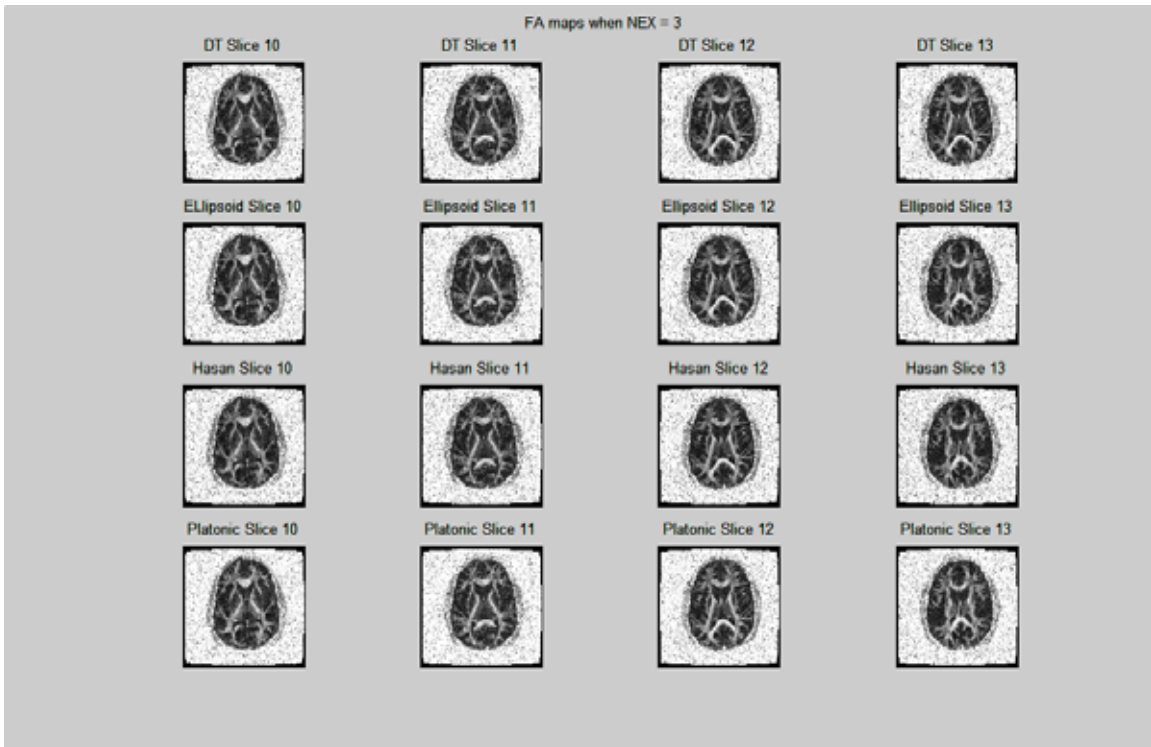 FA maps when NEX = 3
DT Slice 10
DT Slice 11
DT Slice 12
DT Slice 13
ELlipsoid Slice 10
Ellipsoid Slice 11
Ellipsoid Slice 12
Ellipsoid Slice 13
Hasan Slice 10
Hasan Slice 11
Hasan Slice 12
Hasan Slice 13
Platonic Slice 10
Platonic Slice 11
Platonic Slice 12
Platonic Slice 13